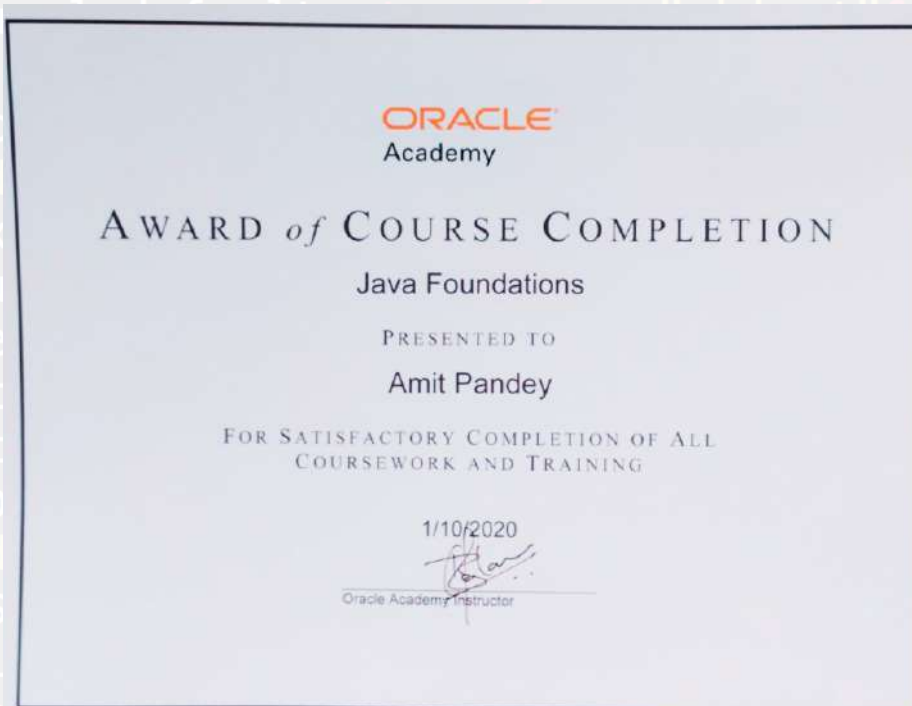 ORACLE
Academy
AWARD of COURSE COMPLETION
Java Foundations
PRESENTED TO
Amit Pandey
FOR SATISFACTORY COMPLETION OF ALL
COURSEWORK AND TRAINING
1/10/2020
Oracle Academy Instructor